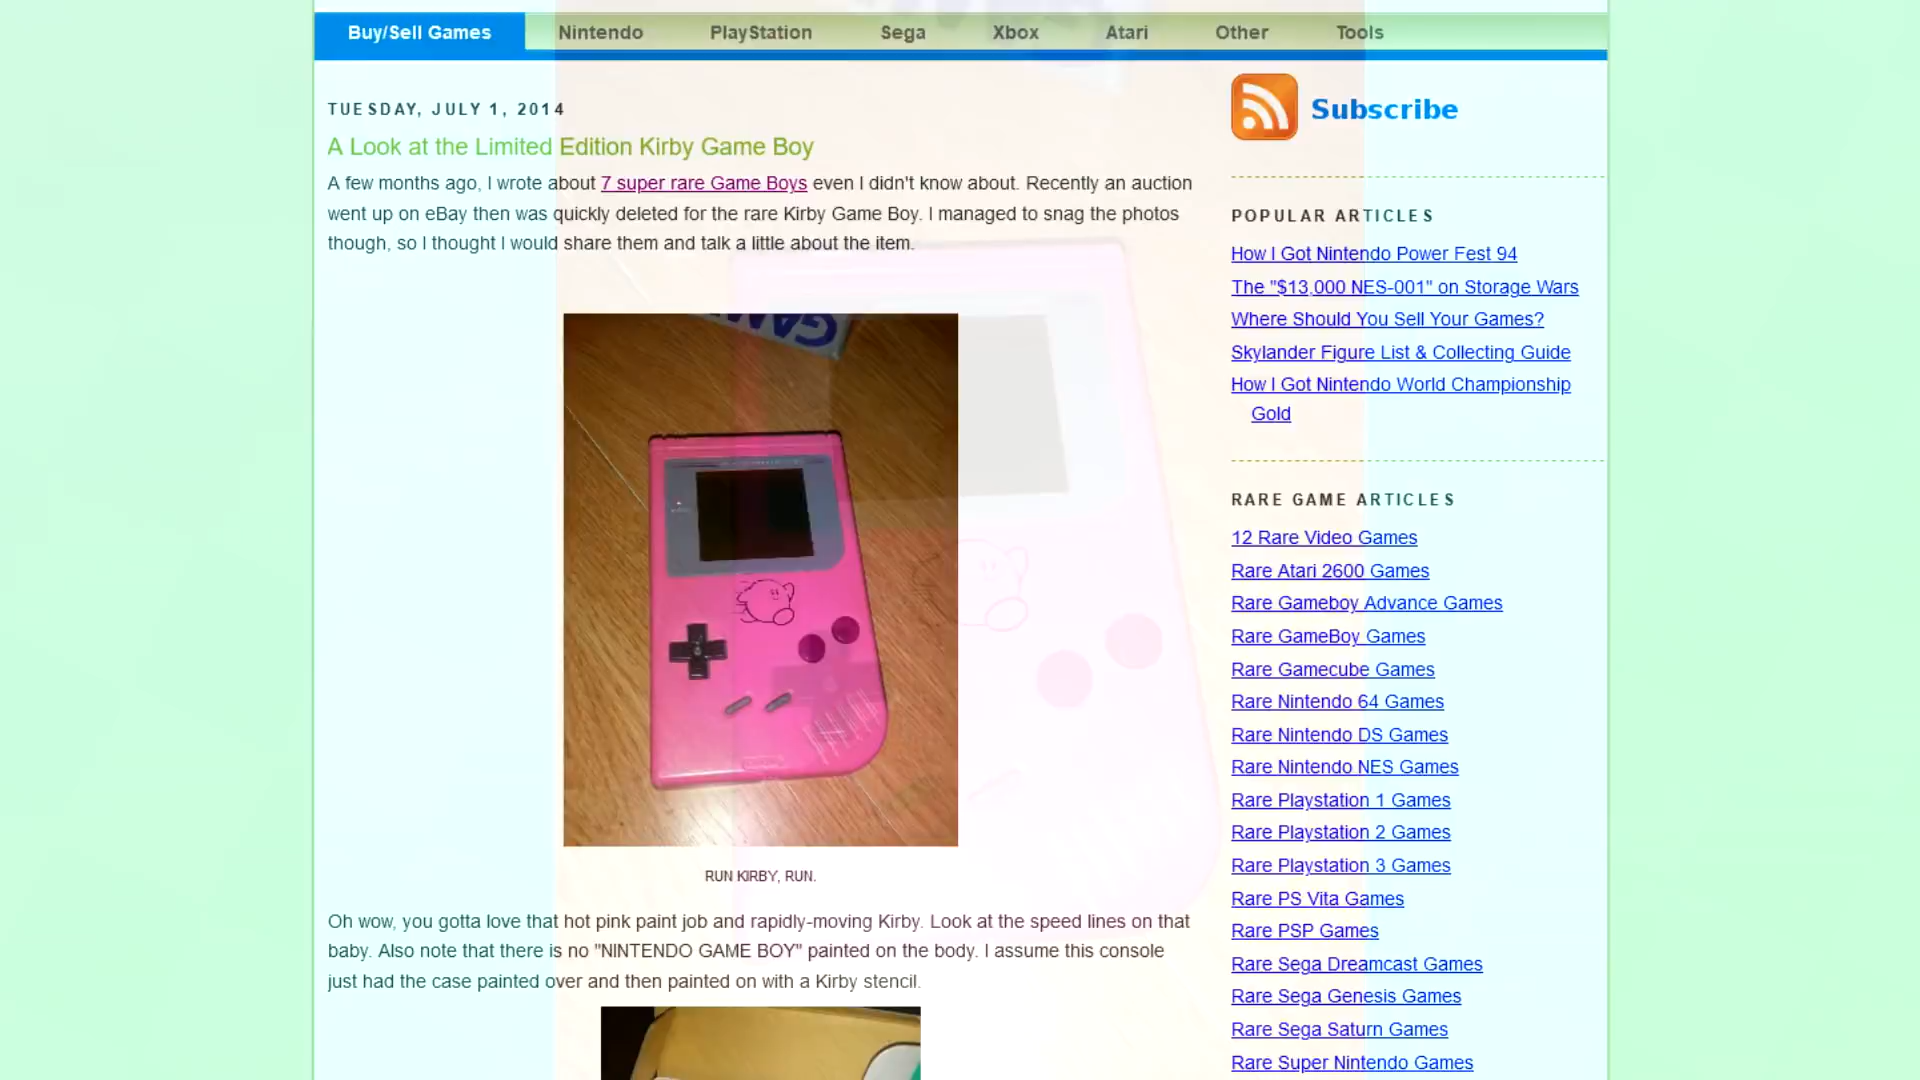 Buy/Sell Games Nintendo PlayStation Sega Xbox Atari Other Tools
TUESDAY, JULY 1, 2014
A Look at the Limited Edition Kirby Game Boy
A few months ago, I wrote about 7 super rare Game Boys even I didn't know about. Recently an auction
went up on eBay then was quickly deleted for the rare Kirby Game Boy. I managed to snag the photos
though, so I thought I would share them and talk a little about the item.
RUN KIRBY, RUN.
Oh wow, you gotta love that hot pink paint job and rapidly-moving Kirby. Look at the speed lines on that
baby. Also note that there is no "NINTENDO GAME BOY" painted on the body. I assume this console
just had the case painted over and then painted on with a Kirby stencil.
Subscribe
POPULAR ARTICLES
How I Got Nintendo Power Fest 94
The "$13,000 NES-001" on Storage Wars
Where Should You Sell Your Games?
Skylander Figure List & Collecting Guide
How I Got Nintendo World Championship
Gold
RARE GAME ARTICLES
12 Rare Video Games
Rare Atari 2600 Games
Rare Gameboy Advance Games
Rare GameBoy Games
Rare Gamecube Games
Rare Nintendo 64 Games
Rare Nintendo DS Games
Rare Nintendo NES Games
Rare Playstation 1 Games
Rare Playstation 2 Games
Rare Playstation 3 Games
Rare PS Vita Games
Rare PSP Games
Rare Sega Dreamcast Games
Rare Sega Genesis Games
Rare Sega Saturn Games
Rare Super Nintendo Games